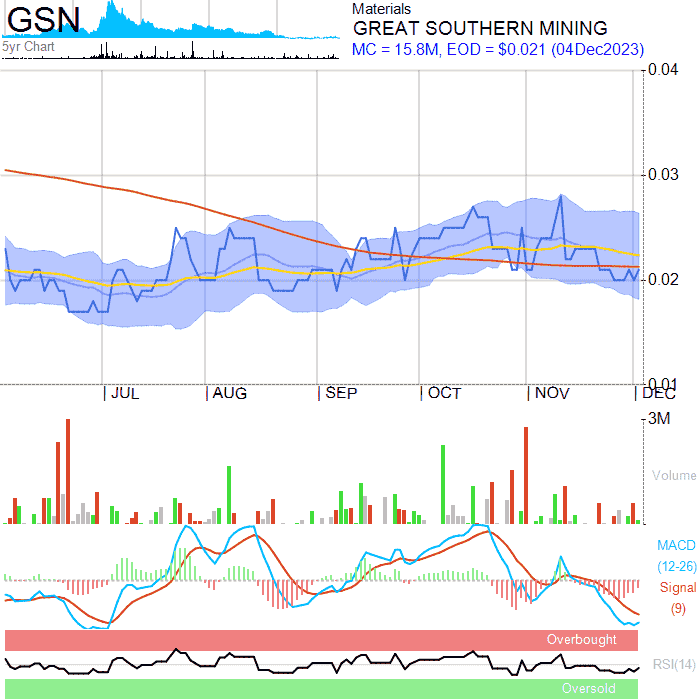 GSN
5yr Chart
Materials
GREAT SOUTHERN MINING
MC = 15.8M, EOD = $0.021 (04Dec2023)
0.04
0.03
0.02
0.01
JUL
AUG
SEP
OCT
NOV
DEC
3M
Volume
MACD
(12-26)
Signal
(9)
Overbought
RSI(14)
Oversold